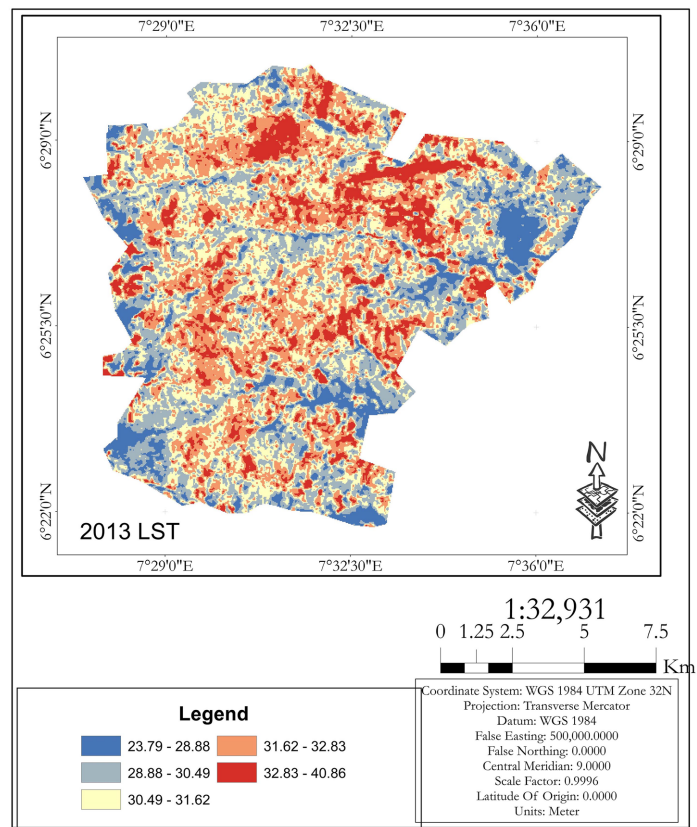 7°29'0"E 7°32'30"E 7°36'0"E
6°29'0"N 6°29'0"N
6°25'30"N 6°25'30"N
6°22'0"N 6°22'0"N
N
2013 LST
7°29'0"E 7°32'30"E 7°36'0"E
1:32,931
0 1.25 2.5 5 7.5
Km
Coordinate System: WGS 1984 UTM Zone 32N
Projection: Transverse Mercator
Datum: WGS 1984
False Easting: 500,000.0000
False Northing: 0.0000
Central Meridian: 9.0000
Scale Factor: 0.9996
Latitude Of Origin: 0.0000
Units: Meter
Legend
23.79 - 28.88 31.62 - 32.83
28.88 - 30.49 32.83 - 40.86
30.49 - 31.62